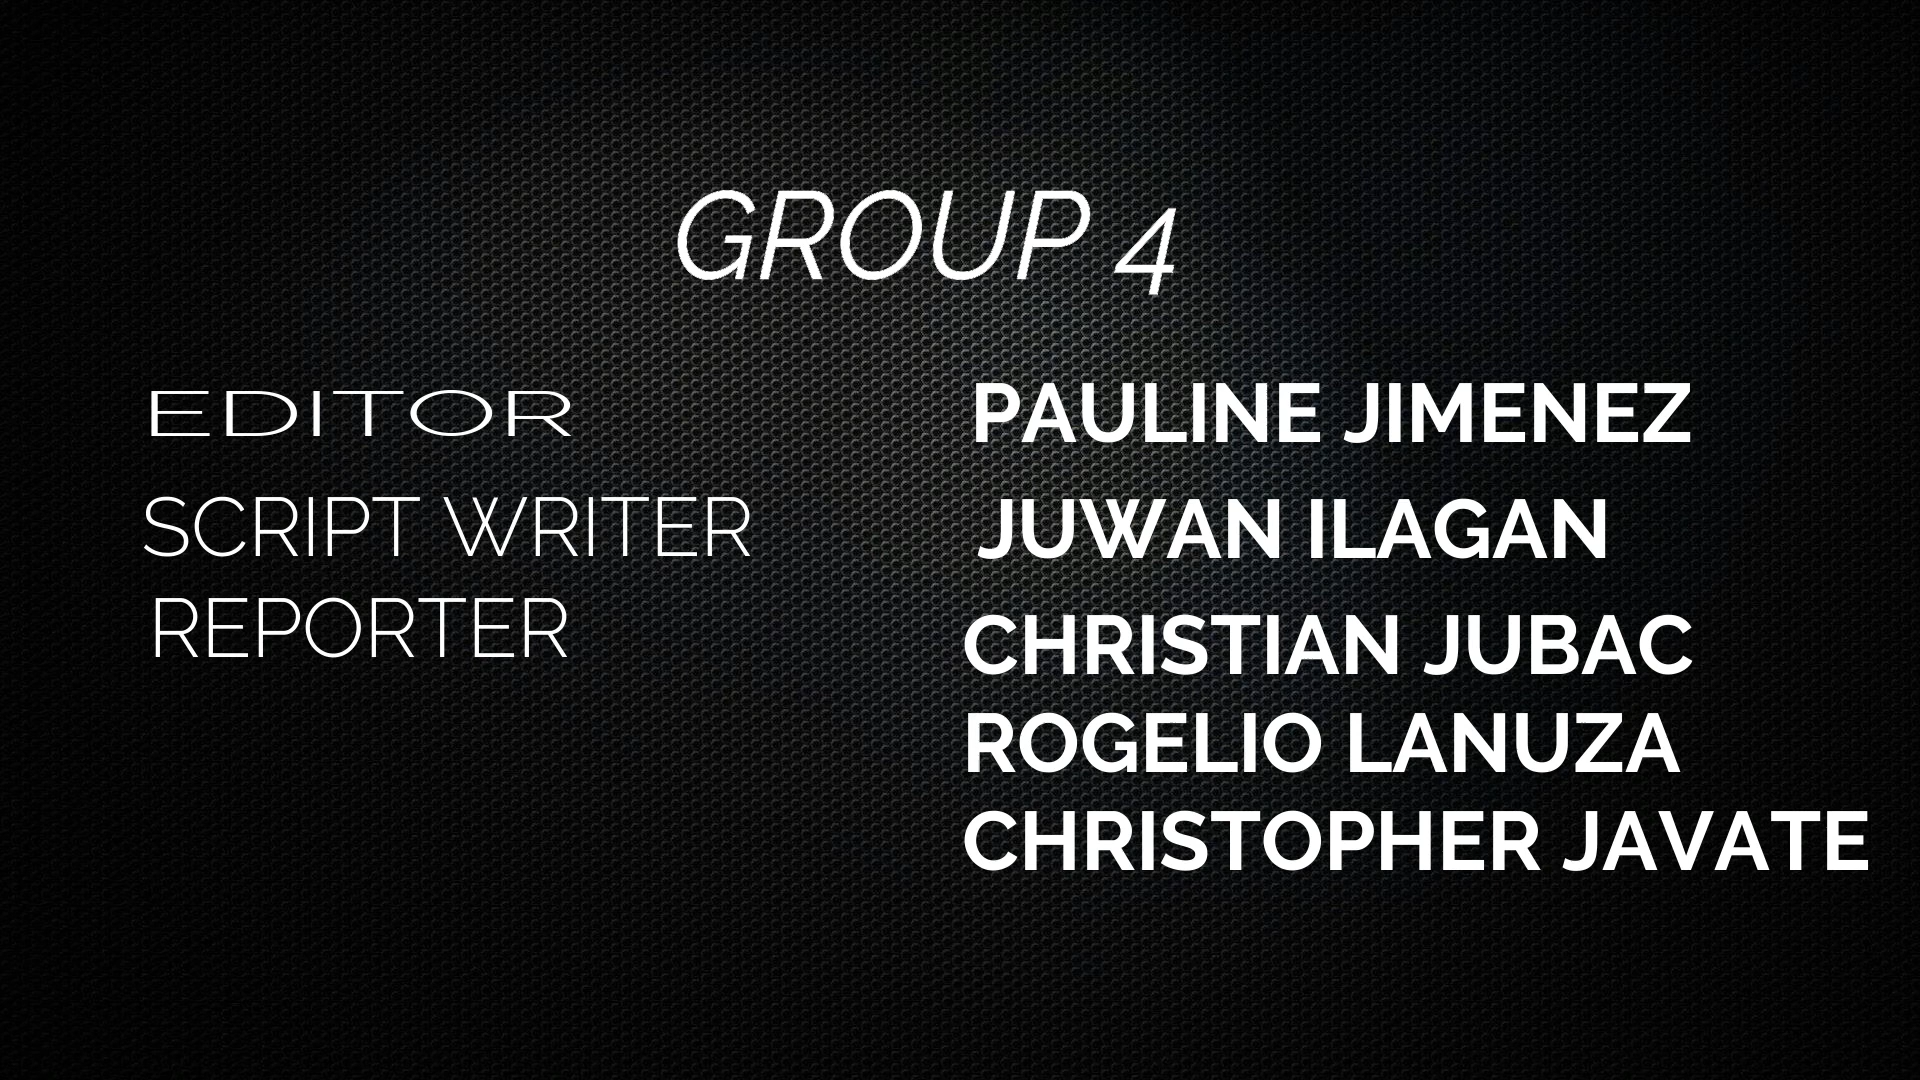 GROUP 4
EDITOR PAULINE JIMENEZ
SCRIPT WRITER JUWAN ILAGAN
REPORTER CHRISTIAN JUBAC
ROGELIO LANUZA
CHRISTOPHER JAVATE